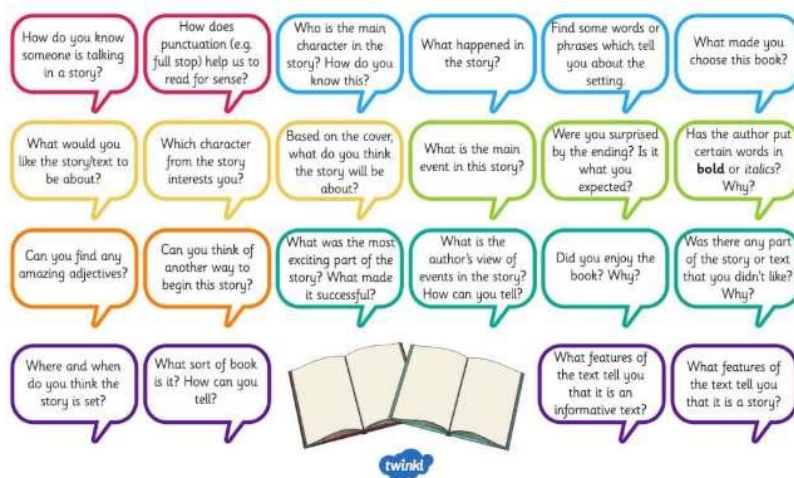 How do you know
someone is talking
in a story?
How does
punctuation (e.g.
full stop) help us to
read for sense?
Who is the main
character in the
story? How do you
know this?
What happened in
the story?
Find some words or
phrases which tell
you about the
setting.
What made you
choose this book?
What would you
like the story/text to
be about?
Which character
from the story
interests you?
Based on the cover,
what do you think
the story will be
about?
What is the main
event in this story?
Were you surprised
by the ending? Is it
what you
expected?
Has the author put
certain words in
bold or italics?
Why?
Can you find any
amazing adjectives?
Can you think of
another way to
begin this story?
What was the most
exciting part of the
story? What made
it successful?
What is the
author's view of
events in the story?
How can you tell?
Did you enjoy the
book? Why?
Was there any part
of the story or text
that you didn't like?
Why?
Where and when
do you think the
story is set?
What sort of book
is it? How can you
tell?
What features of
the text tell you
that it is an
informative text?
What features of
the text tell you
that it is a story?
twinkl